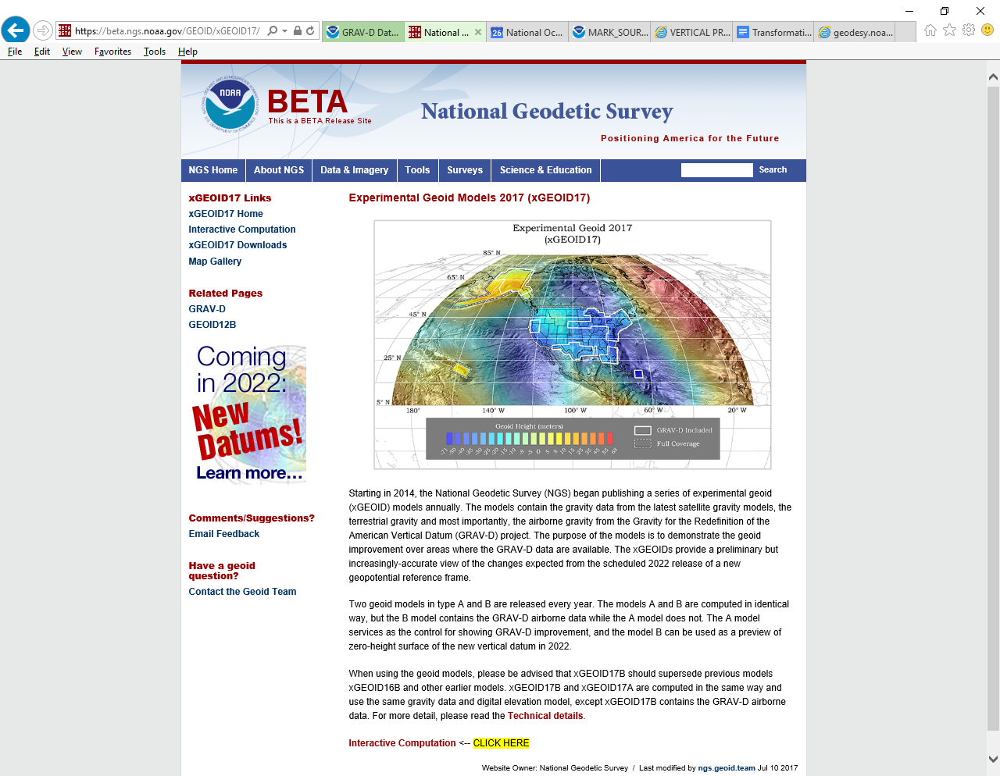 https://beta.ngs.noaa.gov/GEOID/xGEOID17/
GRAV-D Dat...
National ...
26 National Oc...
MARK_SOUR...
VERTICAL PR...
Transformati...
geodesy.noa...
File Edit View Favorites Tools Help
NOAA
BETA
This is a BETA Release Site
National Geodetic Survey
Positioning America for the Future
NGS Home About NGS Data & Imagery Tools Surveys Science & Education Search
xGEOID17 Links
xGEOID17 Home
Interactive Computation
xGEOID17 Downloads
Map Gallery
Related Pages
GRAV-D
GEOID12B
Coming
in 2022:
New
Datums!
Learn more...
Comments/Suggestions?
Email Feedback
Have a geoid
question?
Contact the Geoid Team
Experimental Geoid Models 2017 (xGEOID17)
Experimental Geoid 2017
(xGEOID17)
85° N
65° N
45° N
25° N
5° N
180° 140° W 100° W 60° W 20° W
Geoid Height (meters)
GRAV-D Included
Full Coverage
Starting in 2014, the National Geodetic Survey (NGS) began publishing a series of experimental geoid
(xGEOID) models annually. The models contain the gravity data from the latest satellite gravity models, the
terrestrial gravity and most importantly, the airborne gravity from the Gravity for the Redefinition of the
American Vertical Datum (GRAV-D) project. The purpose of the models is to demonstrate the geoid
improvement over areas where the GRAV-D data are available. The xGEOIDs provide a preliminary but
increasingly-accurate view of the changes expected from the scheduled 2022 release of a new
geopotential reference frame.
Two geoid models in type A and B are released every year. The models A and B are computed in identical
way, but the B model contains the GRAV-D airborne data while the A model does not. The A model
services as the control for showing GRAV-D improvement, and the model B can be used as a preview of
zero-height surface of the new vertical datum in 2022.
When using the geoid models, please be advised that xGEOID17B should supersede previous models
xGEOID16B and other earlier models. xGEOID17B and xGEOID17A are computed in the same way and
use the same gravity data and digital elevation model, except xGEOID17B contains the GRAV-D airborne
data. For more detail, please read the Technical details.
Interactive Computation <-- CLICK HERE
Website Owner: National Geodetic Survey / Last modified by ngs.geoid.team Jul 10 2017